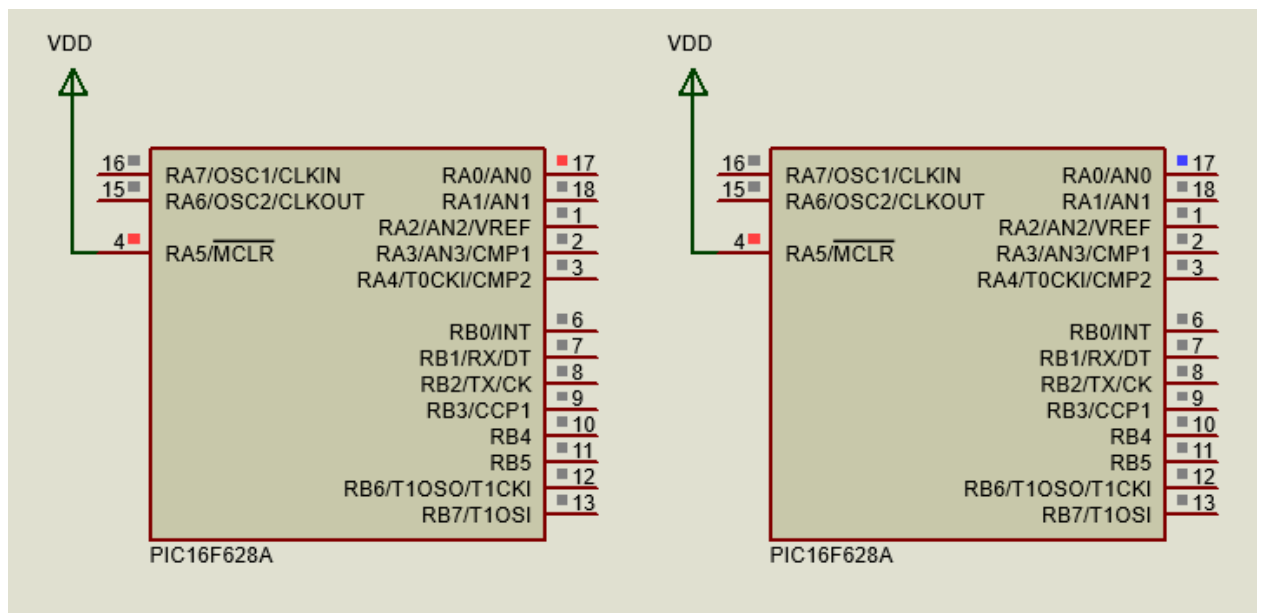 VDD
16 RA7/OSC1/CLKIN RA0/AN0 17
15 RA6/OSC2/CLKOUT RA1/AN1 18
RA2/AN2/VREF 1
4 RA5/MCLR RA3/AN3/CMP1 2
RA4/T0CKI/CMP2 3
RB0/INT 6
RB1/RX/DT 7
RB2/TX/CK 8
RB3/CCP1 9
RB4 10
RB5 11
RB6/T1OSO/T1CKI 12
RB7/T1OSI 13
PIC16F628A
VDD
16 RA7/OSC1/CLKIN RA0/AN0 17
15 RA6/OSC2/CLKOUT RA1/AN1 18
RA2/AN2/VREF 1
4 RA5/MCLR RA3/AN3/CMP1 2
RA4/T0CKI/CMP2 3
RB0/INT 6
RB1/RX/DT 7
RB2/TX/CK 8
RB3/CCP1 9
RB4 10
RB5 11
RB6/T1OSO/T1CKI 12
RB7/T1OSI 13
PIC16F628A